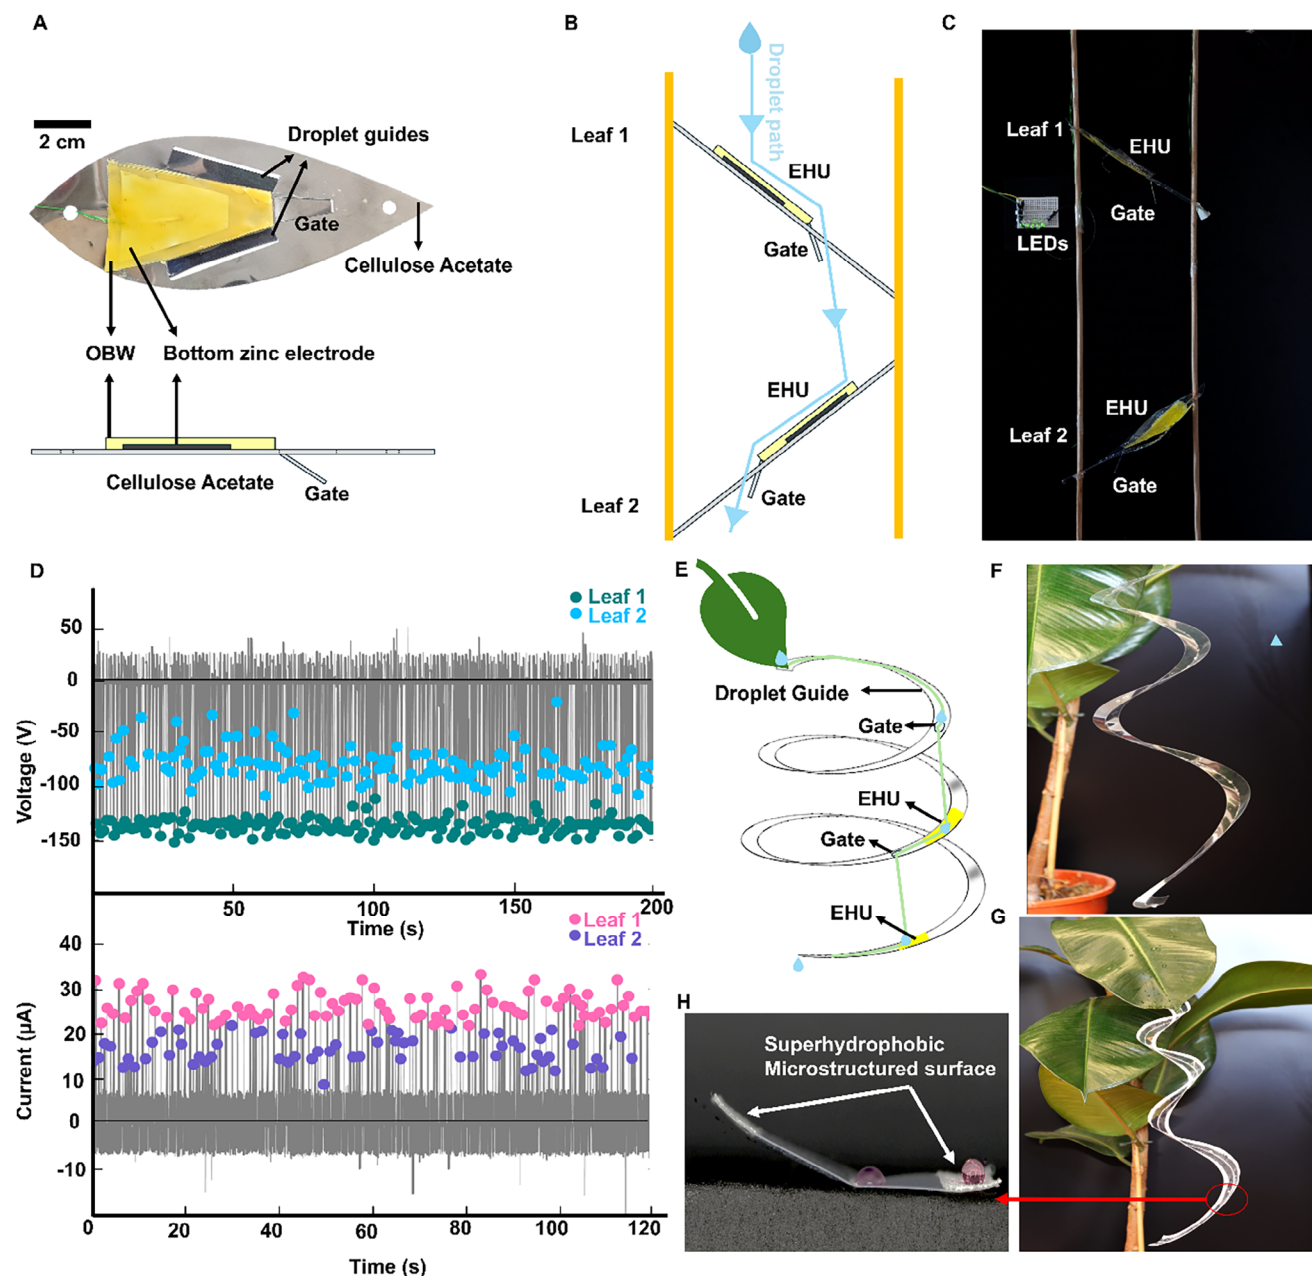 A
2 cm
Droplet guides
Gate
Cellulose Acetate
OBW
Bottom zinc electrode
Cellulose Acetate
Gate
B
Droplet path
Leaf 1
EHU
Gate
EHU
Gate
Leaf 2
C
Leaf 1
EHU
Gate
LEDs
EHU
Leaf 2
Gate
D
Leaf 1
Leaf 2
50
0
-50
-100
-150
Voltage (V)
50
100
150
200
Time (s)
Leaf 1
Leaf 2
40
30
20
10
0
-10
Current (µA)
0
20
40
60
80
100
120
Time (s)
E
Droplet Guide
Gate
EHU
Gate
EHU
F
G
H
Superhydrophobic
Microstructured surface